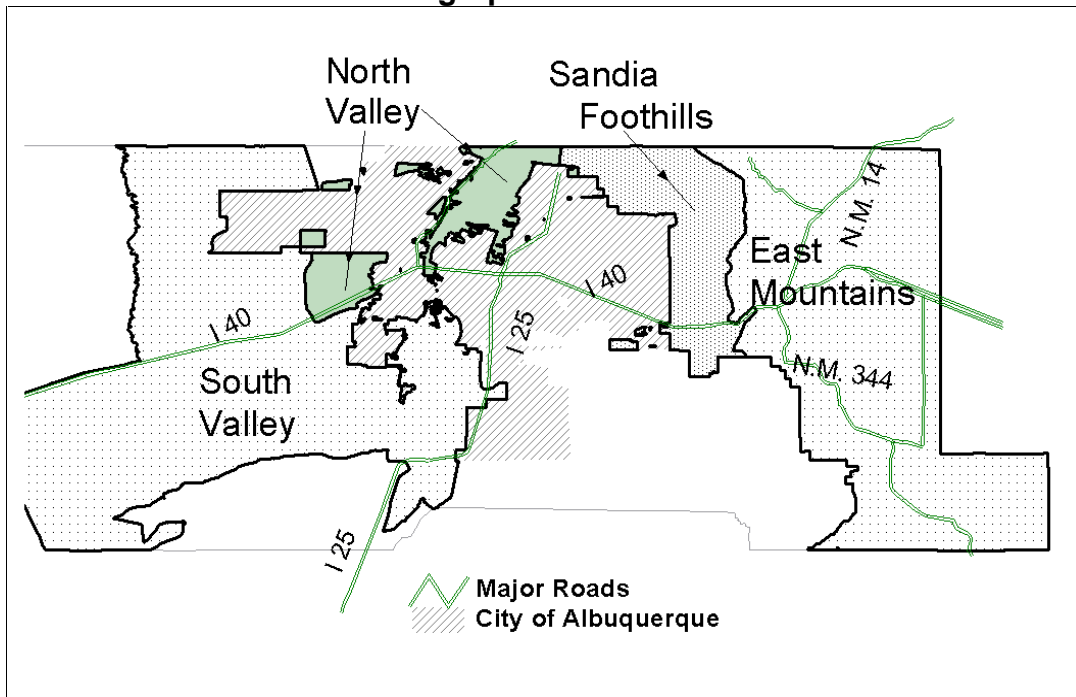 North
Valley
Sandia
Foothills
N.M. 14
East
Mountains
I 40
I 40
I 25
N.M. 344
South
Valley
I 25
Major Roads
City of Albuquerque